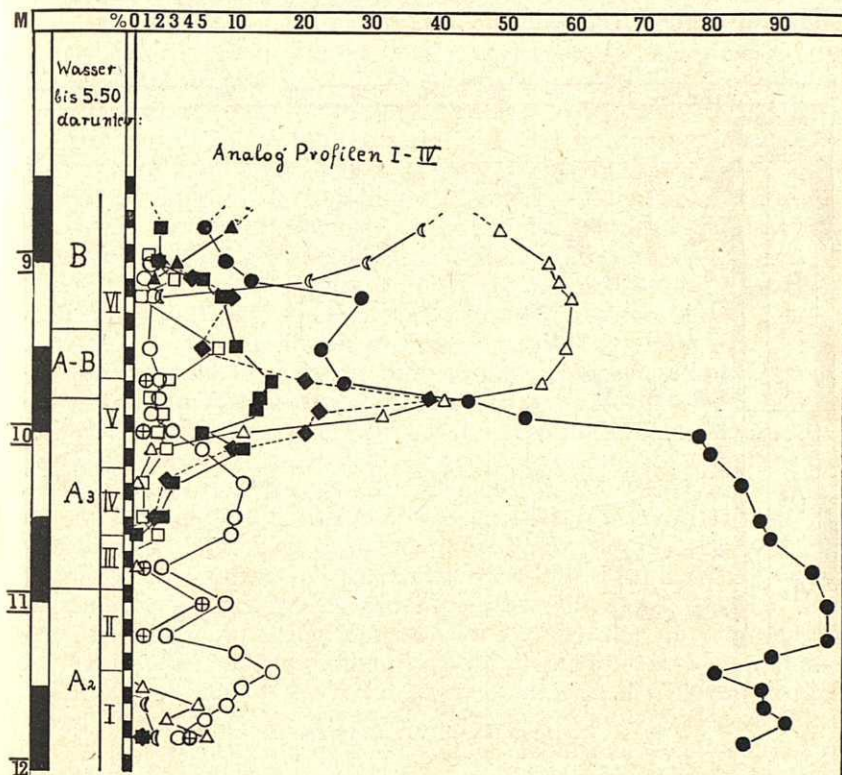 M % 0 1 2 3 4 5 10 20 30 40 50 60 70 80 90
Wasser
bis 5.50
darunter:
Analog Profilen I-IV
9
B
VI
A-B
V
10
A3
IV
III
11
II
A2
I
12